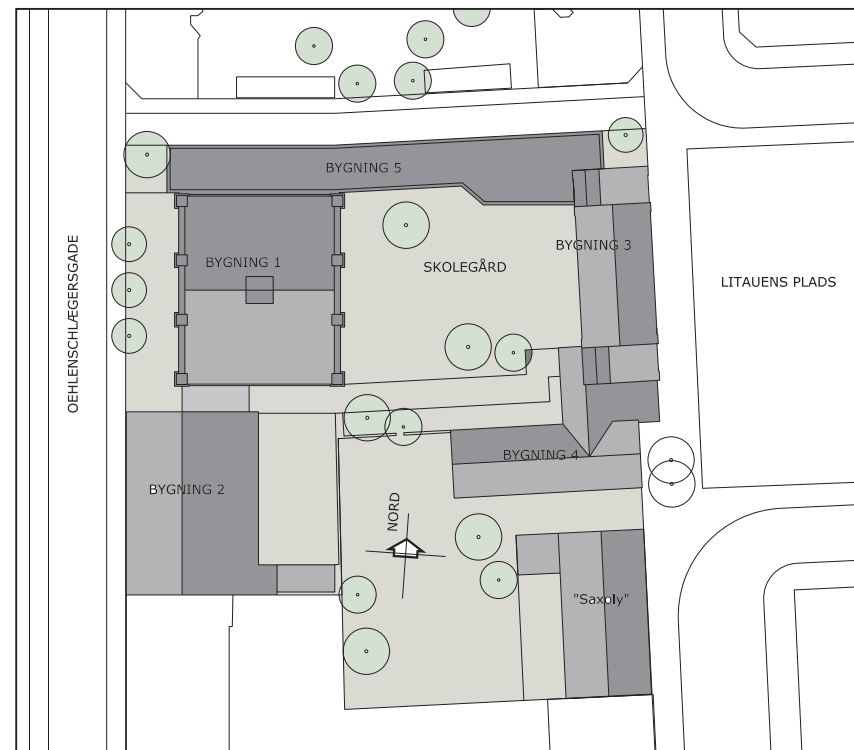 BYGNING 5
BYGNING 3
BYGNING 1
SKOLEGÅRD
LITAUENS PLADS
OEHLENSCHLÆGERSGADE
BYGNING 4
BYGNING 2
NORD
"Saxoly"